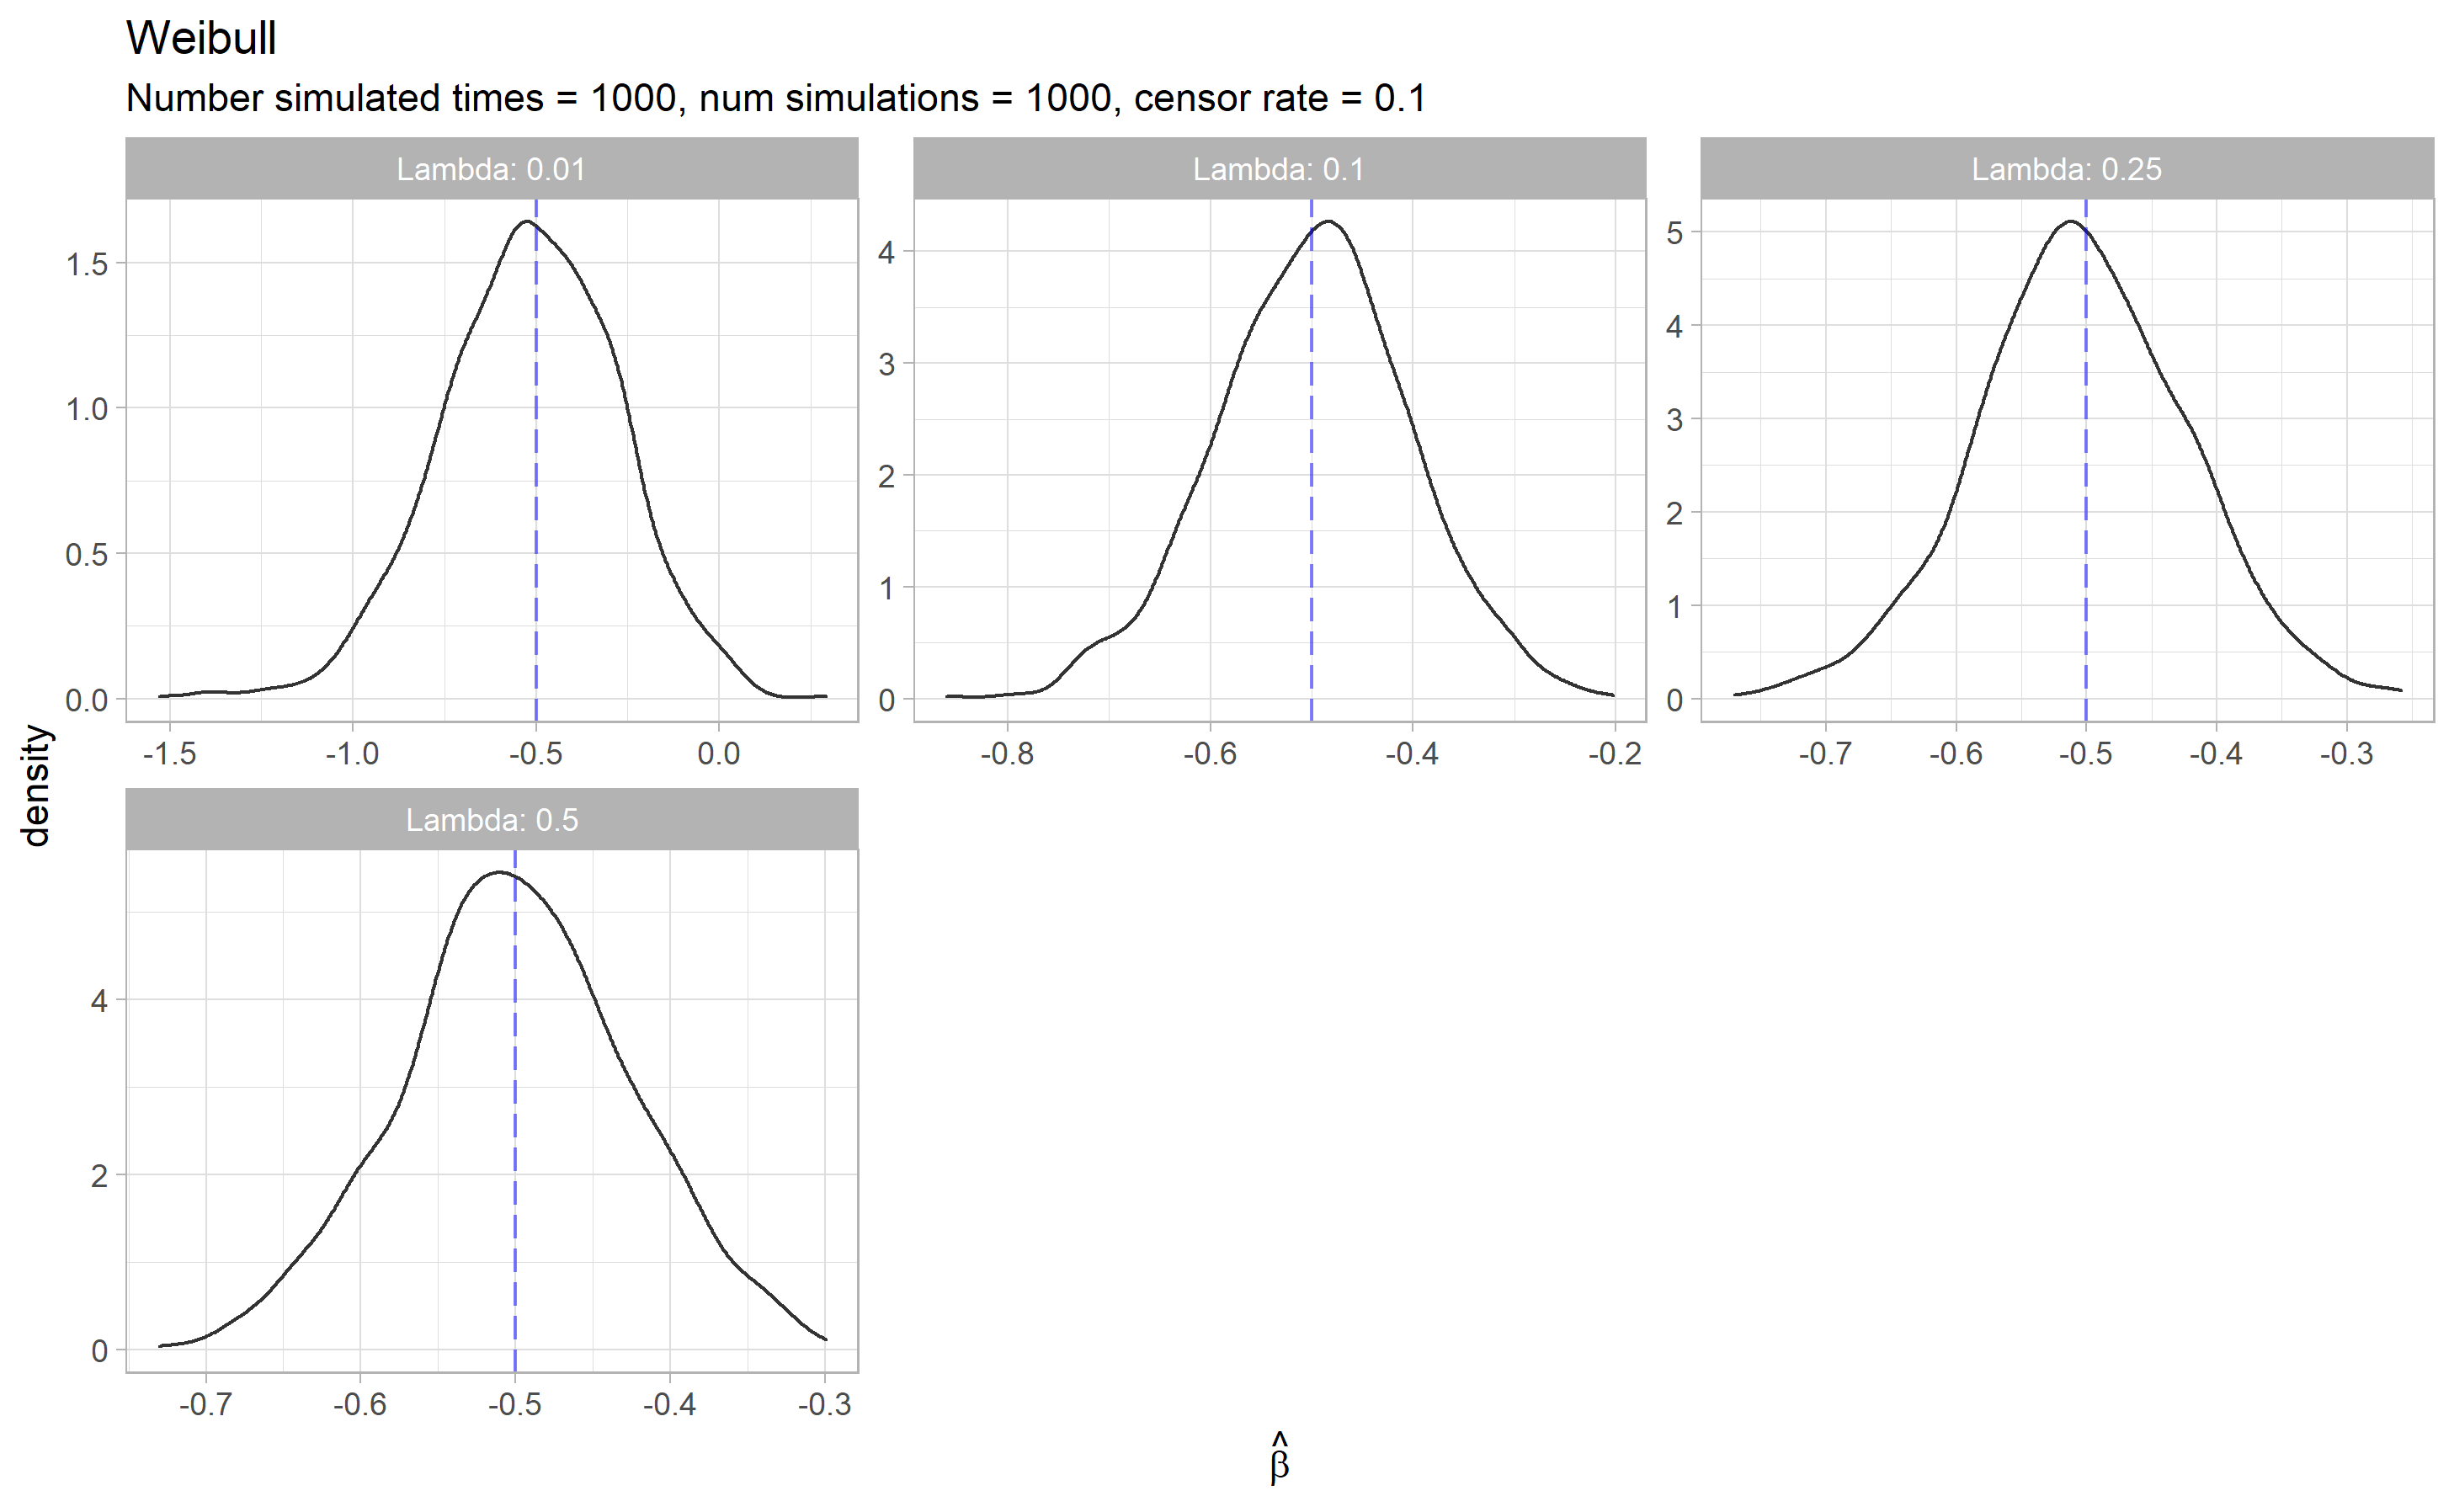 Weibull
Number simulated times = 1000, num simulations = 1000, censor rate = 0.1
Lambda: 0.01
Lambda: 0.1
Lambda: 0.25
1.5
1.0
0.5
0.0
-1.5 -1.0 -0.5 0.0
4
3
2
1
0
-0.8 -0.6 -0.4 -0.2
5
4
3
2
1
0
-0.7 -0.6 -0.5 -0.4 -0.3
density
Lambda: 0.5
4
2
0
-0.7 -0.6 -0.5 -0.4 -0.3
β̂